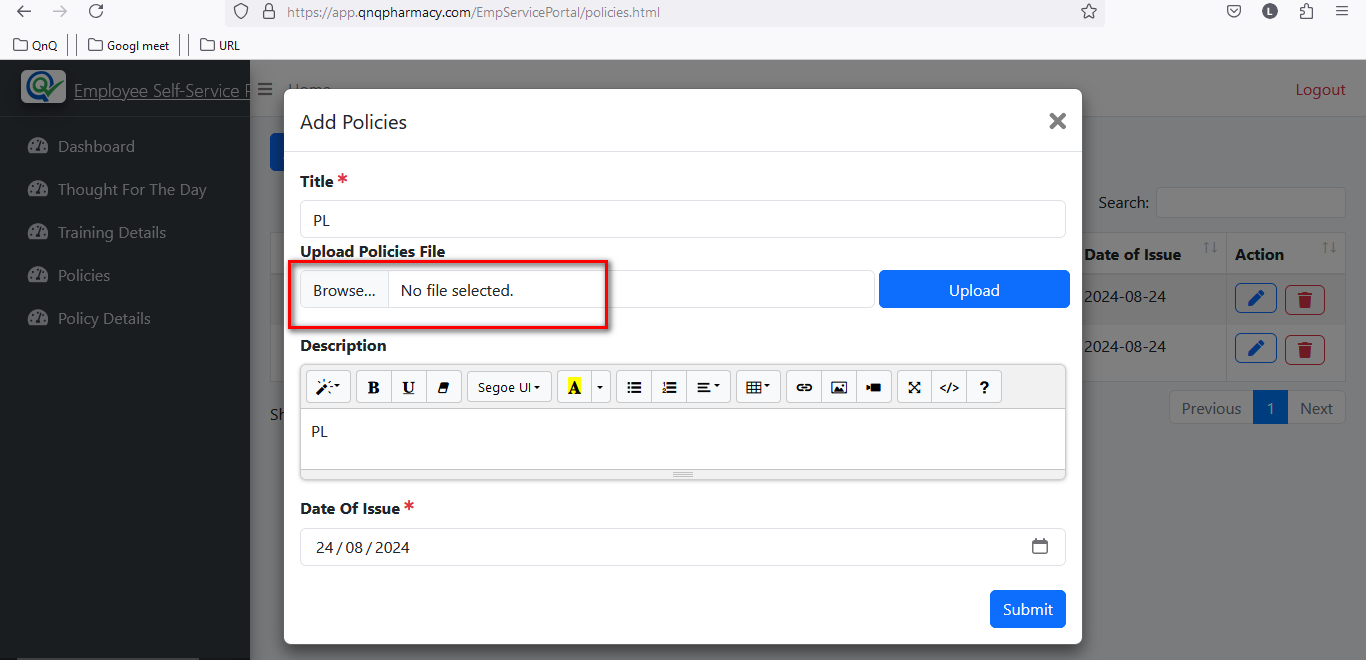 https://app.qnqpharmacy.com/EmpServicePortal/policies.html
L
QnQ
Googl meet
URL
Employee Self-Service
Home
Logout
Dashboard
Thought For The Day
Training Details
Policies
Policy Details
Add Policies
Title *
PL
Upload Policies File
Browse... No file selected.
Upload
Description
B U Segoe UI A </> ?
PL
Date Of Issue *
24 / 08 / 2024
Submit
Search:
Date of Issue Action
2024-08-24
2024-08-24
Previous 1 Next